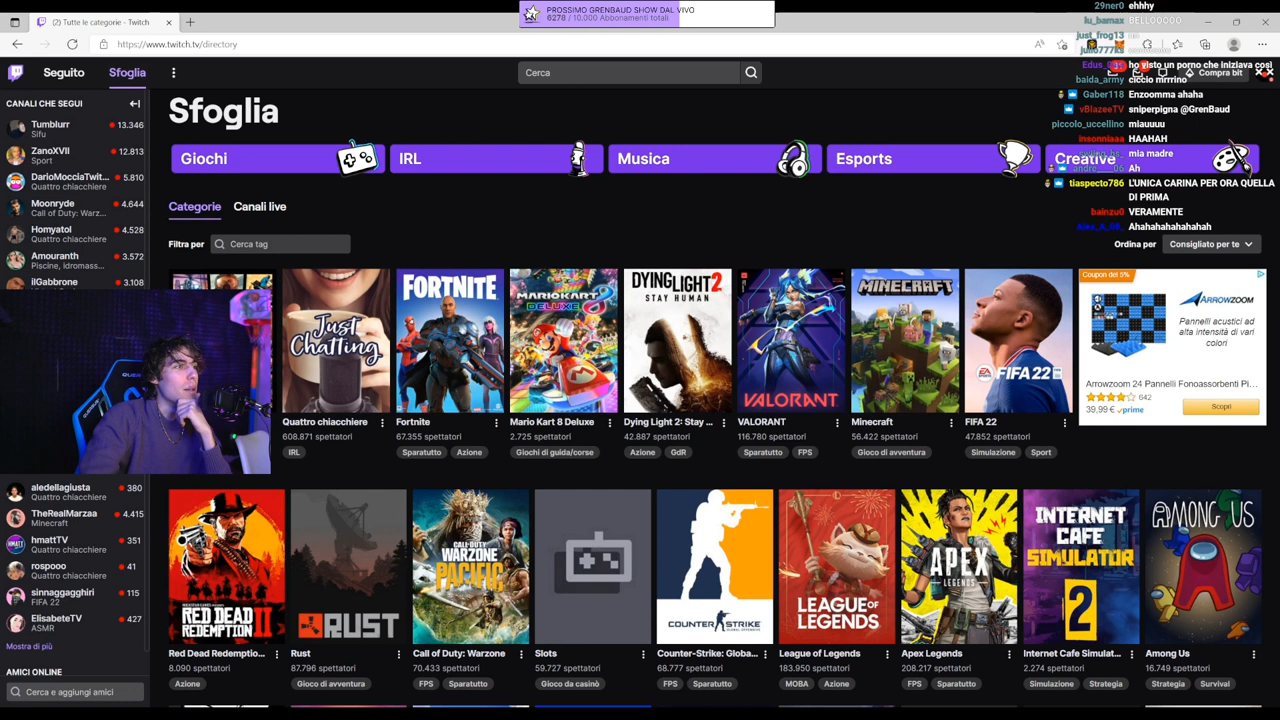 (2) Tutte le categorie - Twitch
PROSSIMO GRENBAUD SHOW DAL VIVO
6278 / 10.000 Abbonamenti totali
29ner0 ehhhy
lu_bamax BELLOOOOO
just_frog13
julio777ks
https://www.twitch.tv/directory
Seguito
Sfoglia
Cerca
Compra bit
ho visto un porno che iniziava così
baida_army ciccio mrrrino
Gaber118 Enzoomma ahaha
vBlazeeTV sniperpigna @GrenBaud
piccolo_uccellino miauuuu
insonniaaa HAAHAH
mia madre
Ah
tiaspecto786 L'UNICA CARINA PER ORA QUELLA
DI PRIMA
bainzu0 VERAMENTE
Ahahahahahahahah
CANALI CHE SEGUI
Tumblurr 13.346
Sifu
ZanoXVII 12.813
Sport
DarioMocciaTwit... 5.810
Quattro chiacchiere
Moonryde 4.644
Call of Duty: Warz...
Homyatol 4.528
Quattro chiacchiere
Amouranth 3.572
Piscine, idromass...
ilGabbrone 3.108
aledellagiusta 380
Quattro chiacchiere
TheRealMarzaa 4.415
Minecraft
hmattTV 351
Quattro chiacchiere
rospooo 41
Quattro chiacchiere
sinnaggagghiri 115
FIFA 22
ElisabeteTV 427
ASMR
Mostra di più
AMICI ONLINE
Cerca e aggiungi amici
Sfoglia
Giochi
IRL
Musica
Esports
Creative
Categorie
Canali live
Filtra per
Cerca tag
Ordina per
Consigliato per te
Just
Chatting
FORTNITE
MARIOKART
DELUXE 8
DYING LIGHT 2
STAY HUMAN
VALORANT
MINECRAFT
EA SPORTS
FIFA 22
Quattro chiacchiere
608.871 spettatori
IRL
Fortnite
67.355 spettatori
Sparatutto Azione
Mario Kart 8 Deluxe
2.725 spettatori
Giochi di guida/corse
Dying Light 2: Stay ...
42.887 spettatori
Azione GdR
VALORANT
116.780 spettatori
Sparatutto FPS
Minecraft
56.422 spettatori
Gioco di avventura
FIFA 22
47.852 spettatori
Simulazione Sport
Coupon del 5%
ARROWZOOM
Pannelli acustici ad
alta intensità di vari
colori
Arrowzoom 24 Pannelli Fonoassorbenti Pi...
642
39,99 € prime
Scopri
ROCKSTAR GAMES
RED DEAD
REDEMPTION II
RUST
CALL OF DUTY
WARZONE
PACIFIC
COUNTER STRIKE
GLOBAL OFFENSIVE
LEAGUE OF
LEGENDS
APEX
LEGENDS
INTERNET
CAFE
SIMULATOR
2
AMONG US
Red Dead Redemptio...
8.090 spettatori
Azione
Rust
87.796 spettatori
Gioco di avventura
Call of Duty: Warzone
70.433 spettatori
FPS Sparatutto
Slots
59.727 spettatori
Gioco da casinò
Counter-Strike: Globa...
68.777 spettatori
FPS Sparatutto
League of Legends
183.950 spettatori
MOBA Azione
Apex Legends
208.217 spettatori
FPS Sparatutto
Internet Cafe Simulat...
2.274 spettatori
Simulazione Strategia
Among Us
16.749 spettatori
Strategia Survival